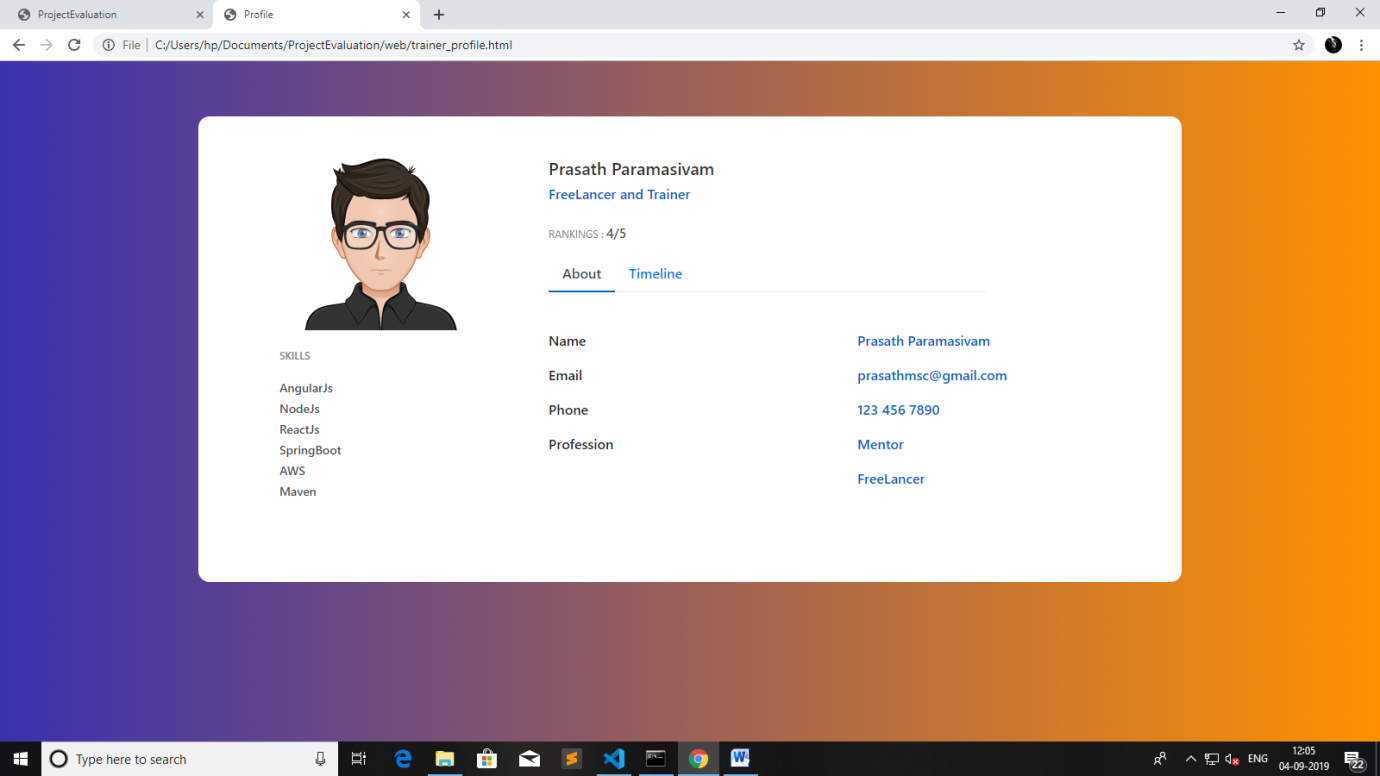 ProjectEvaluation
Profile
File
C:/Users/hp/Documents/ProjectEvaluation/web/trainer_profile.html
Prasath Paramasivam
FreeLancer and Trainer
RANKINGS : 4/5
About Timeline
SKILLS
AngularJs
NodeJs
ReactJs
SpringBoot
AWS
Maven
Name Prasath Paramasivam
Email prasathmsc@gmail.com
Phone 123 456 7890
Profession Mentor
FreeLancer
Type here to search
ENG
12:05
04-09-2019
22